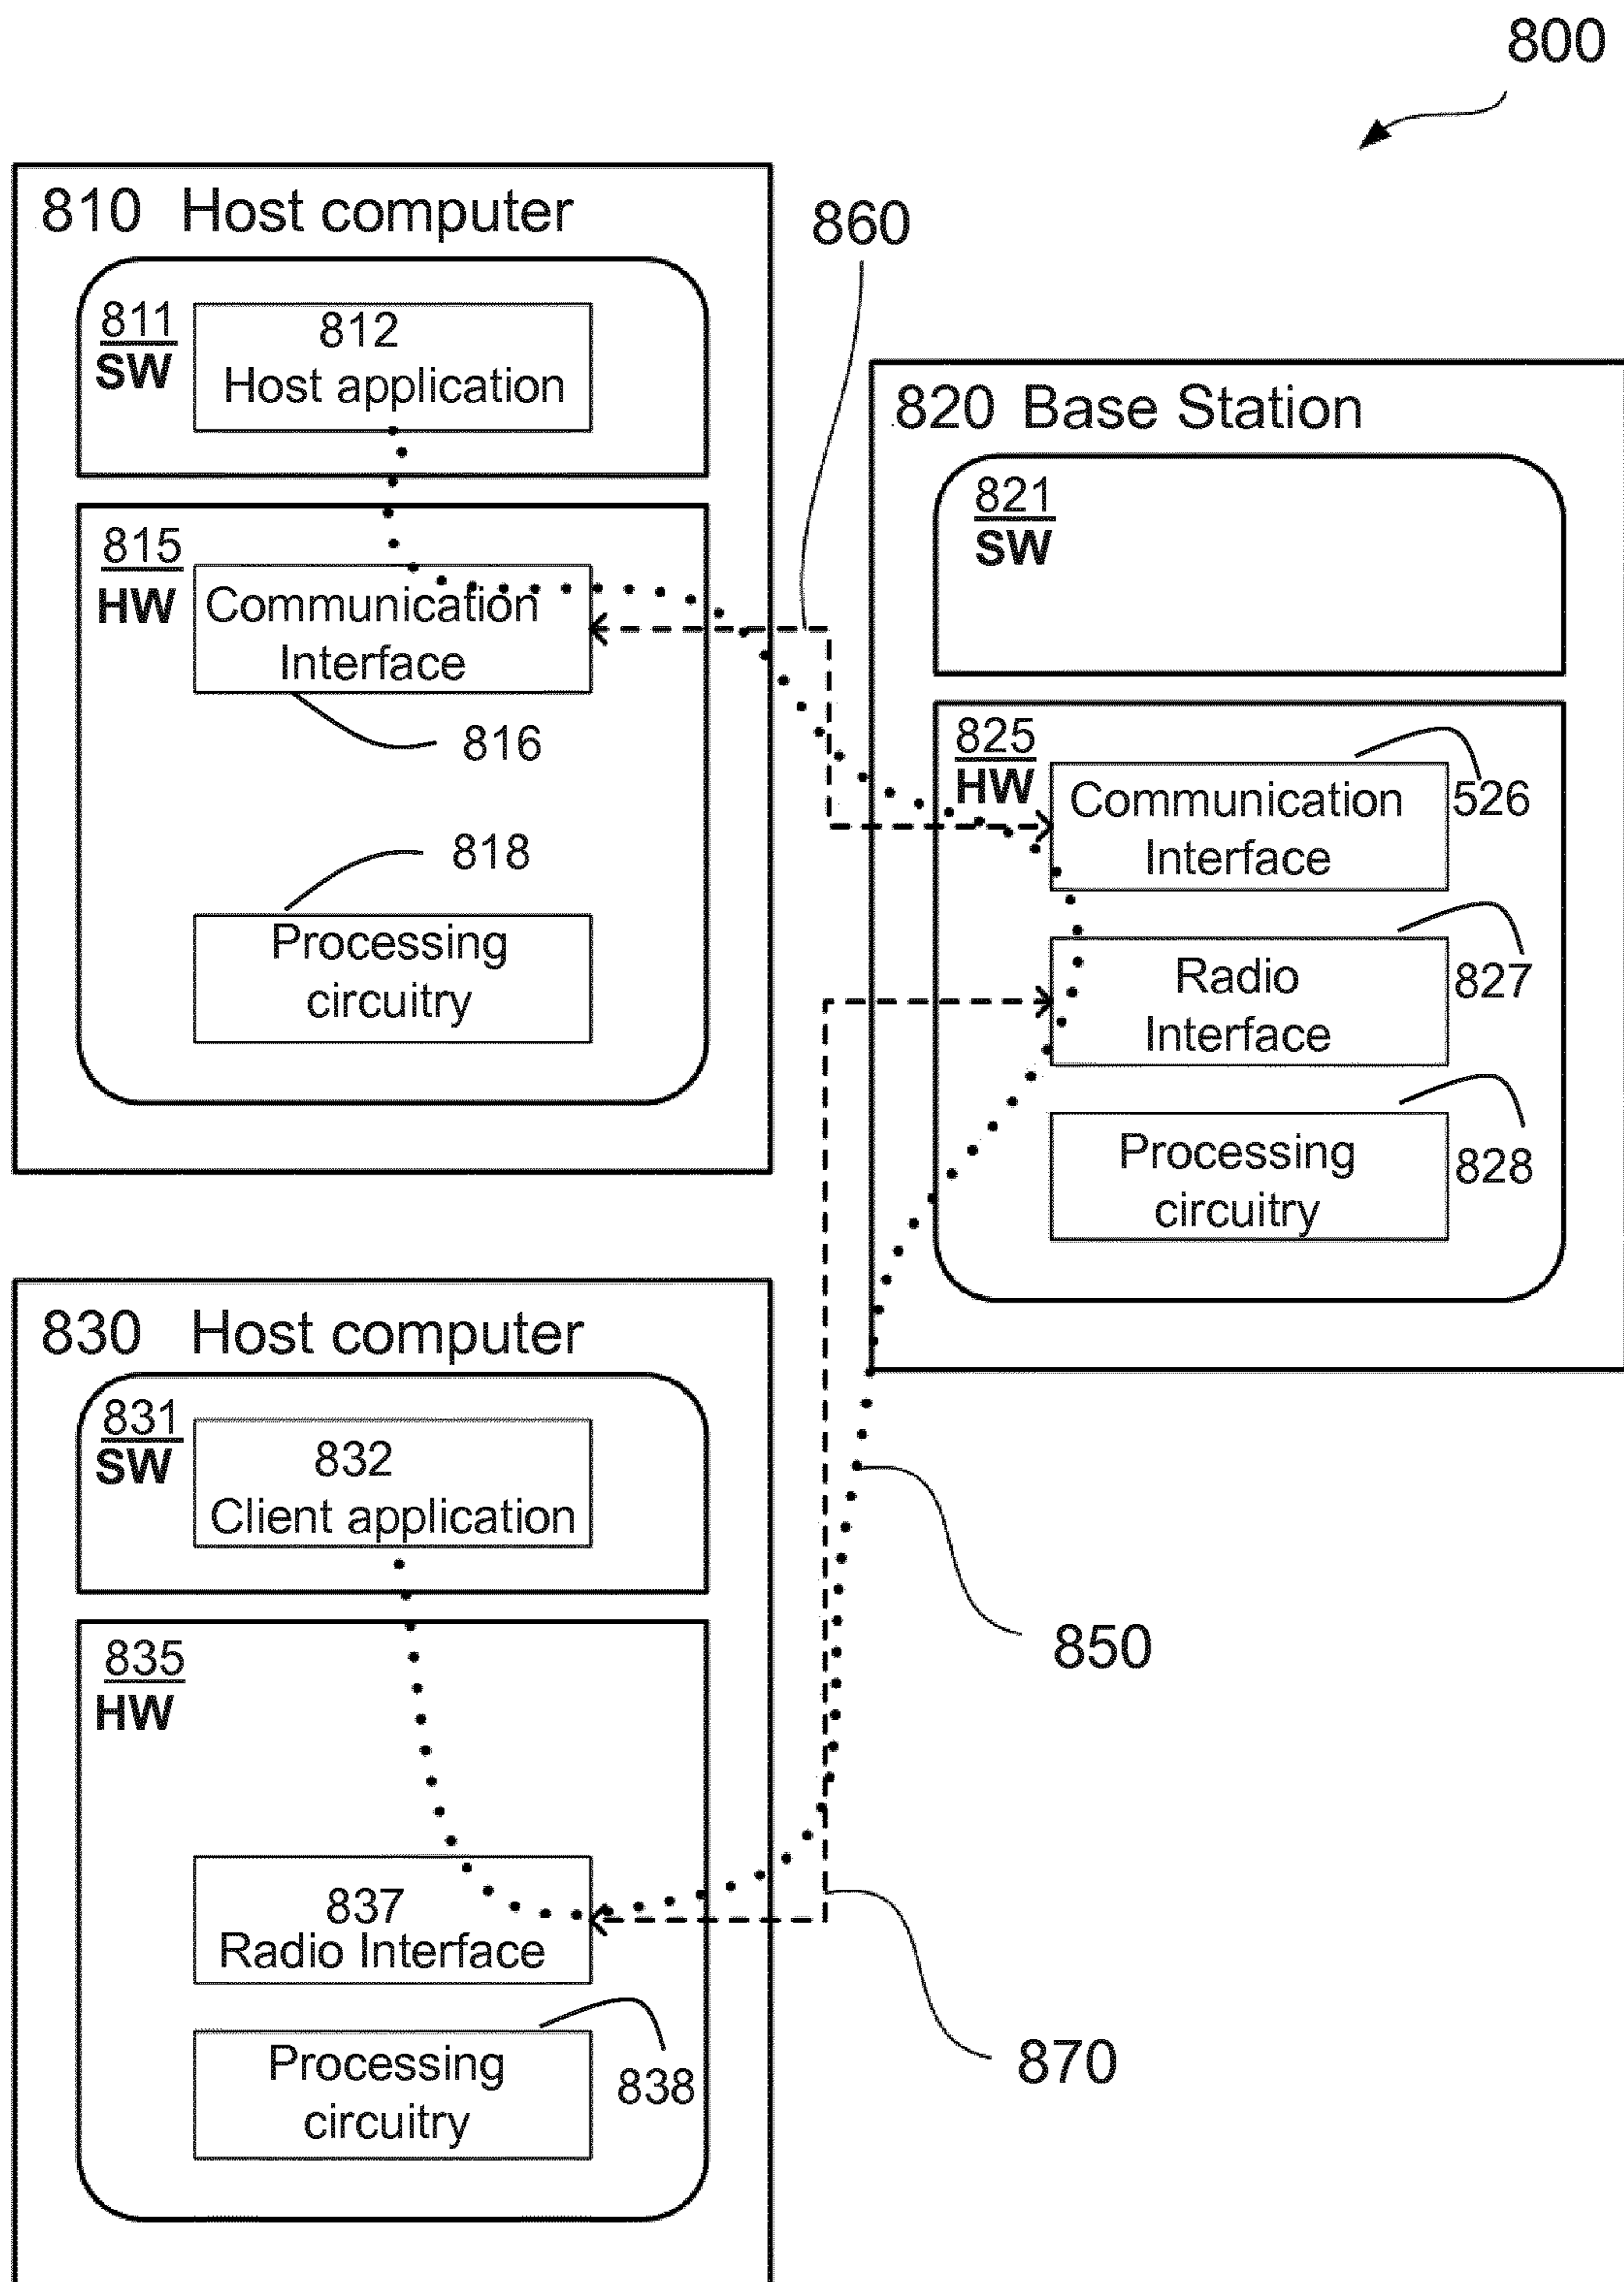 800
810 Host computer
860
811
SW
812
Host application
815
HW
Communication
Interface
816
818
Processing
circuitry
820 Base Station
821
SW
825
HW
Communication
Interface
526
Radio
Interface
827
Processing
circuitry
828
830 Host computer
831
SW
832
Client application
835
HW
837
Radio Interface
Processing
circuitry
838
850
870